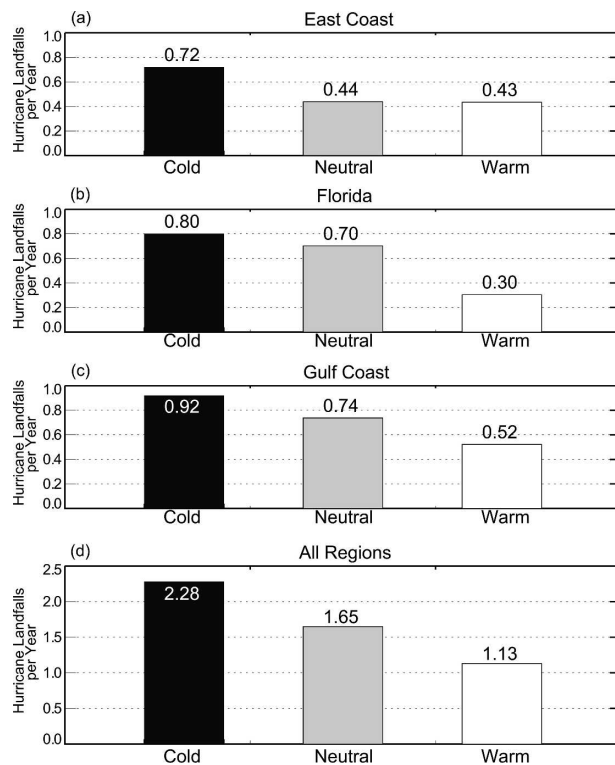 (a) East Coast
Hurricane Landfalls
per Year
1.0
0.8
0.6
0.4
0.2
0.0
0.72
0.44
0.43
Cold Neutral Warm
(b) Florida
Hurricane Landfalls
per Year
1.0
0.8
0.6
0.4
0.2
0.0
0.80
0.70
0.30
Cold Neutral Warm
(c) Gulf Coast
Hurricane Landfalls
per Year
1.0
0.8
0.6
0.4
0.2
0.0
0.92
0.74
0.52
Cold Neutral Warm
(d) All Regions
Hurricane Landfalls
per Year
2.5
2.0
1.5
1.0
0.5
0.0
2.28
1.65
1.13
Cold Neutral Warm